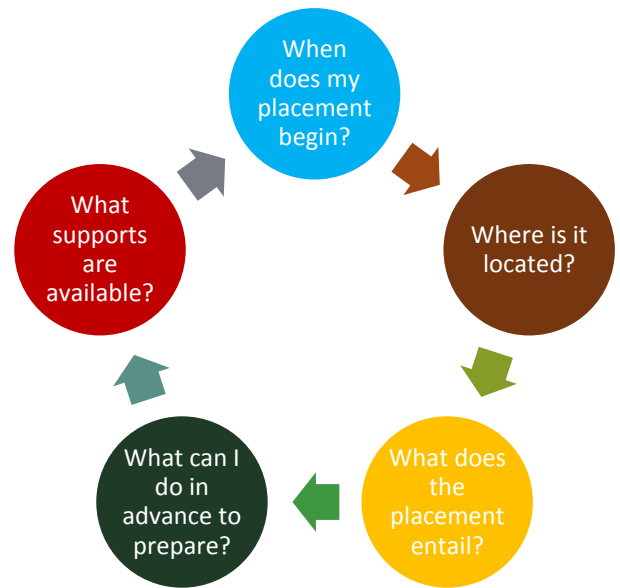 When
does my
placement
begin?
Where is it
located?
What does
the
placement
entail?
What can I
do in
advance to
prepare?
What
supports
are
available?